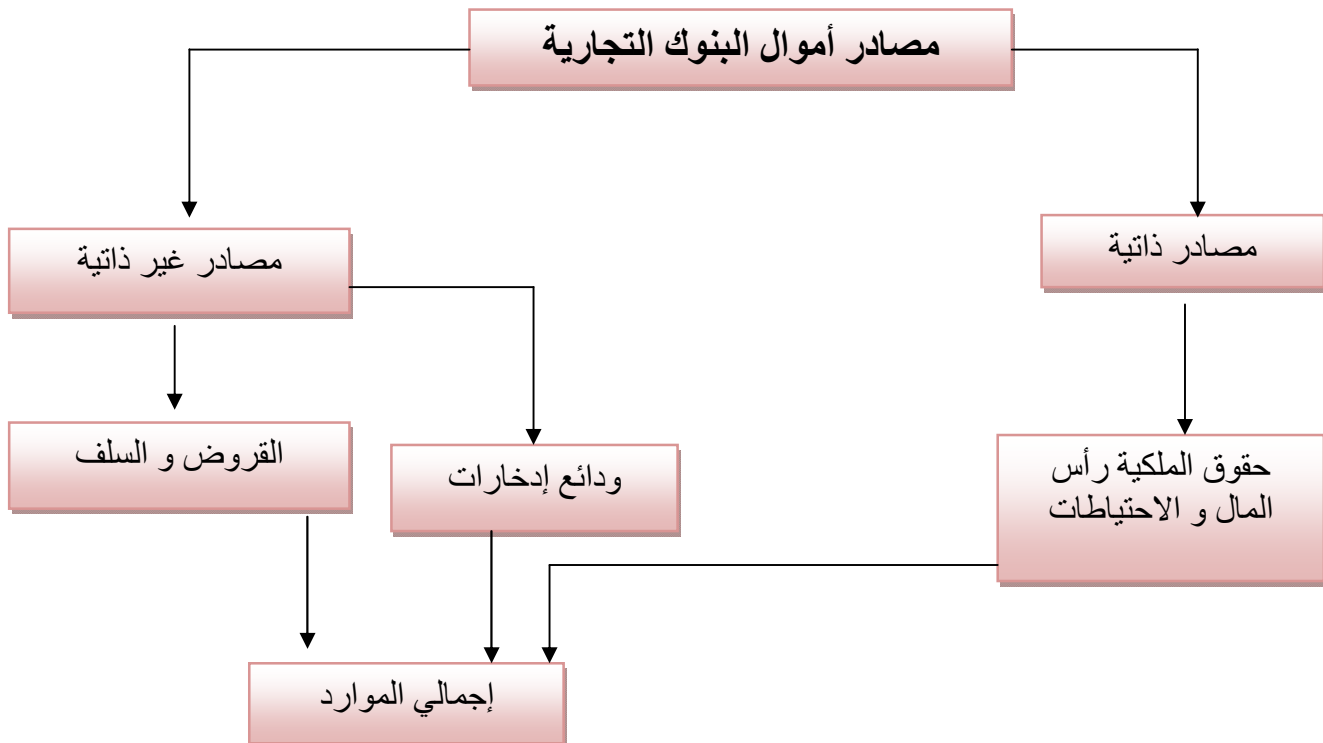 مصادر أموال البنوك التجارية
مصادر ذاتية
مصادر غير ذاتية
حقوق الملكية رأس
المال و الاحتياطات
ودائع إدخارات
القروض و السلف
إجمالي الموارد